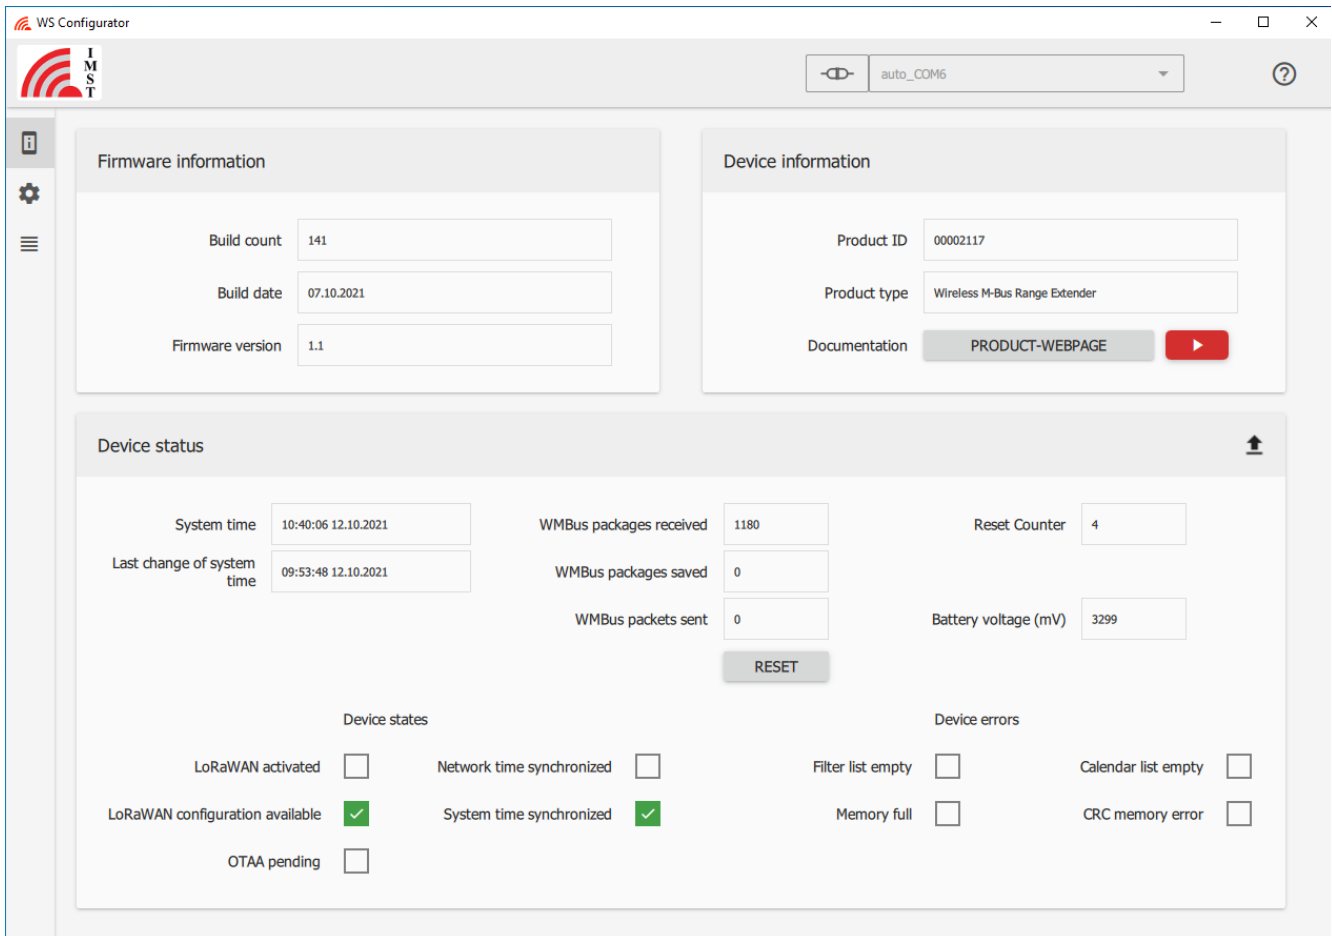 WS Configurator
I
M
S
T
auto_COM6
Firmware information
Build count 141
Build date 07.10.2021
Firmware version 1.1
Device information
Product ID 00002117
Product type Wireless M-Bus Range Extender
Documentation PRODUCT-WEBPAGE
Device status
System time 10:40:06 12.10.2021 WMBus packages received 1180 Reset Counter 4
Last change of system
time 09:53:48 12.10.2021 WMBus packages saved 0
WMBus packets sent 0 Battery voltage (mV) 3299
RESET
Device states Device errors
LoRaWAN activated Network time synchronized Filter list empty Calendar list empty
LoRaWAN configuration available System time synchronized Memory full CRC memory error
OTAA pending